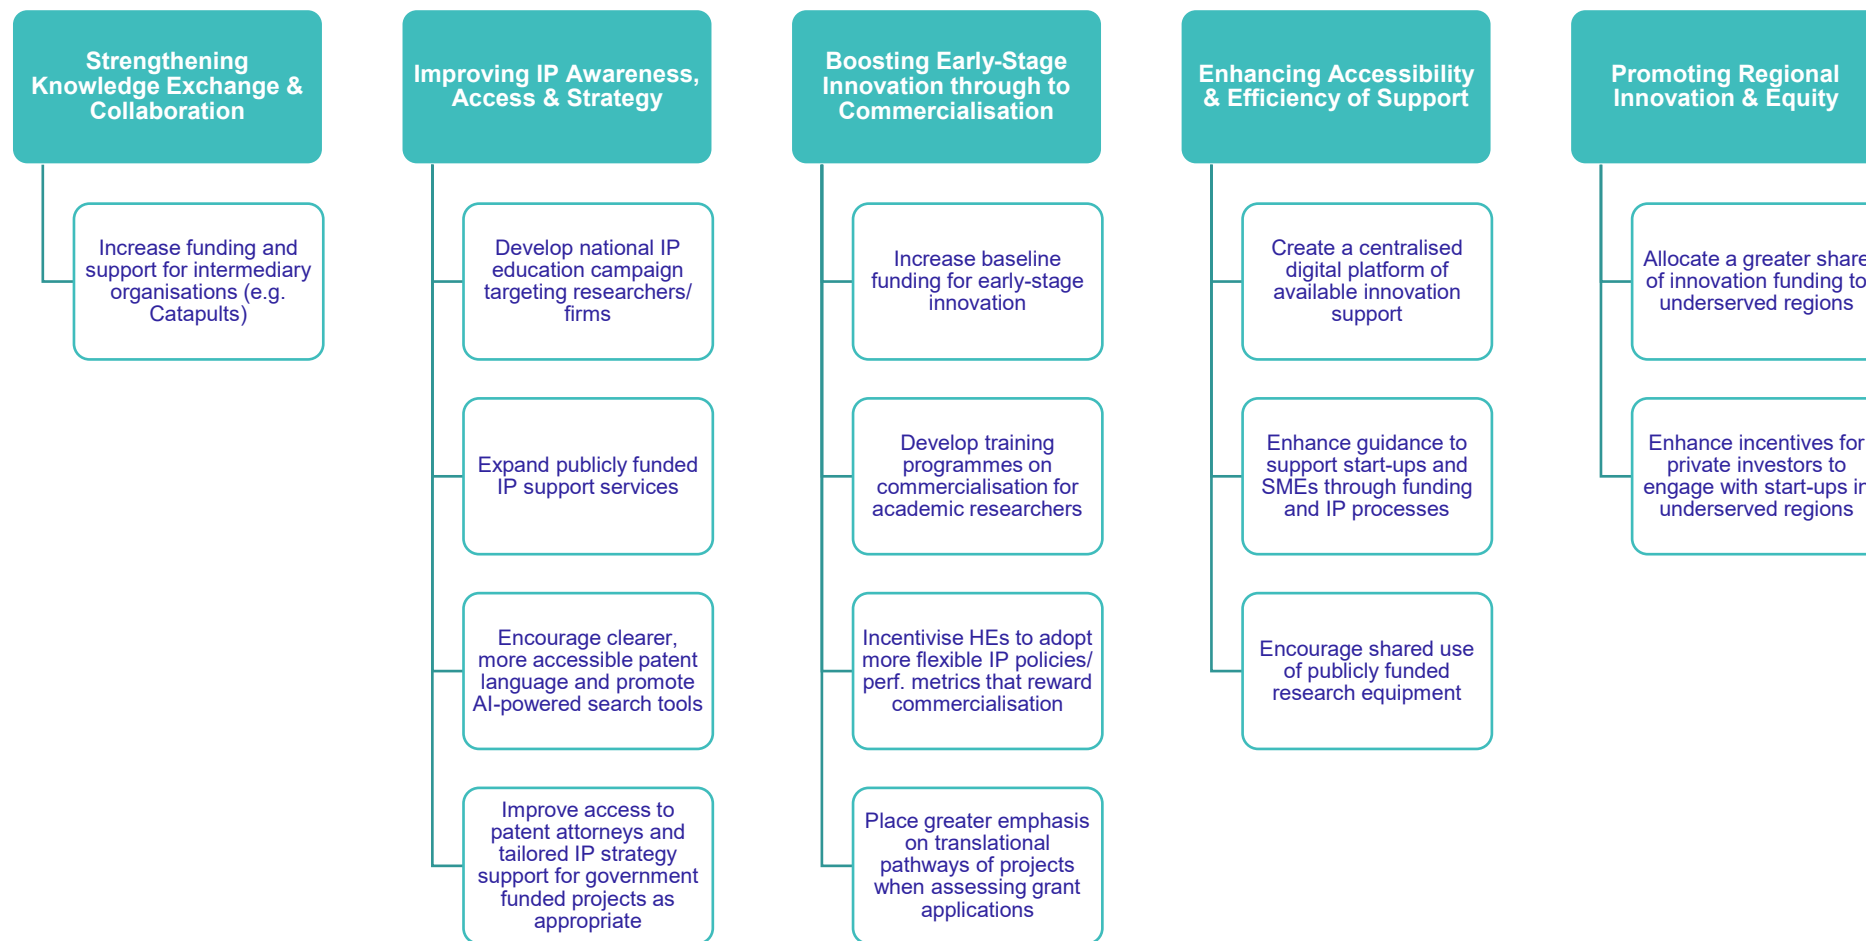 Strengthening
Knowledge Exchange &
Collaboration
Increase funding and
support for intermediary
organisations (e.g.
Catapults)
Improving IP Awareness,
Access & Strategy
Develop national IP
education campaign
targeting researchers/
firms
Expand publicly funded
IP support services
Encourage clearer,
more accessible patent
language and promote
AI-powered search tools
Improve access to
patent attorneys and
tailored IP strategy
support for government
funded projects as
appropriate
Boosting Early-Stage
Innovation through to
Commercialisation
Increase baseline
funding for early-stage
innovation
Develop training
programmes on
commercialisation for
academic researchers
Incentivise HEs to adopt
more flexible IP policies/
perf. metrics that reward
commercialisation
Place greater emphasis
on translational
pathways of projects
when assessing grant
applications
Enhancing Accessibility
& Efficiency of Support
Create a centralised
digital platform of
available innovation
support
Enhance guidance to
support start-ups and
SMEs through funding
and IP processes
Encourage shared use
of publicly funded
research equipment
Promoting Regional
Innovation & Equity
Allocate a greater share
of innovation funding to
underserved regions
Enhance incentives for
private investors to
engage with start-ups in
underserved regions